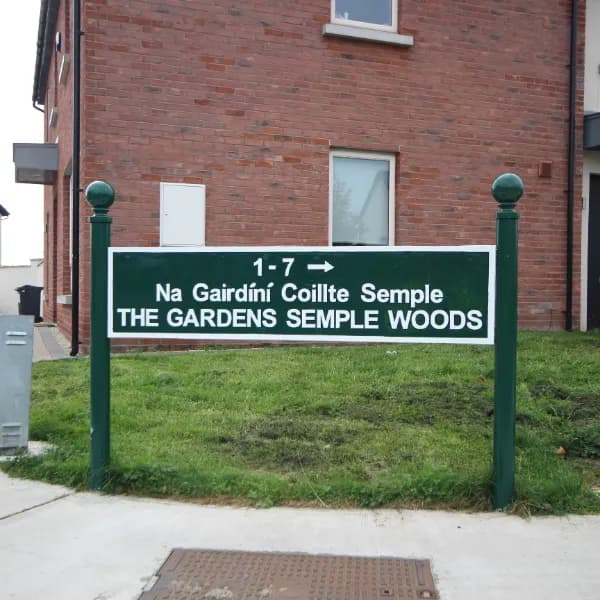 1-7 →
Na Gairdíní Coillte Semple
THE GARDENS SEMPLE WOODS